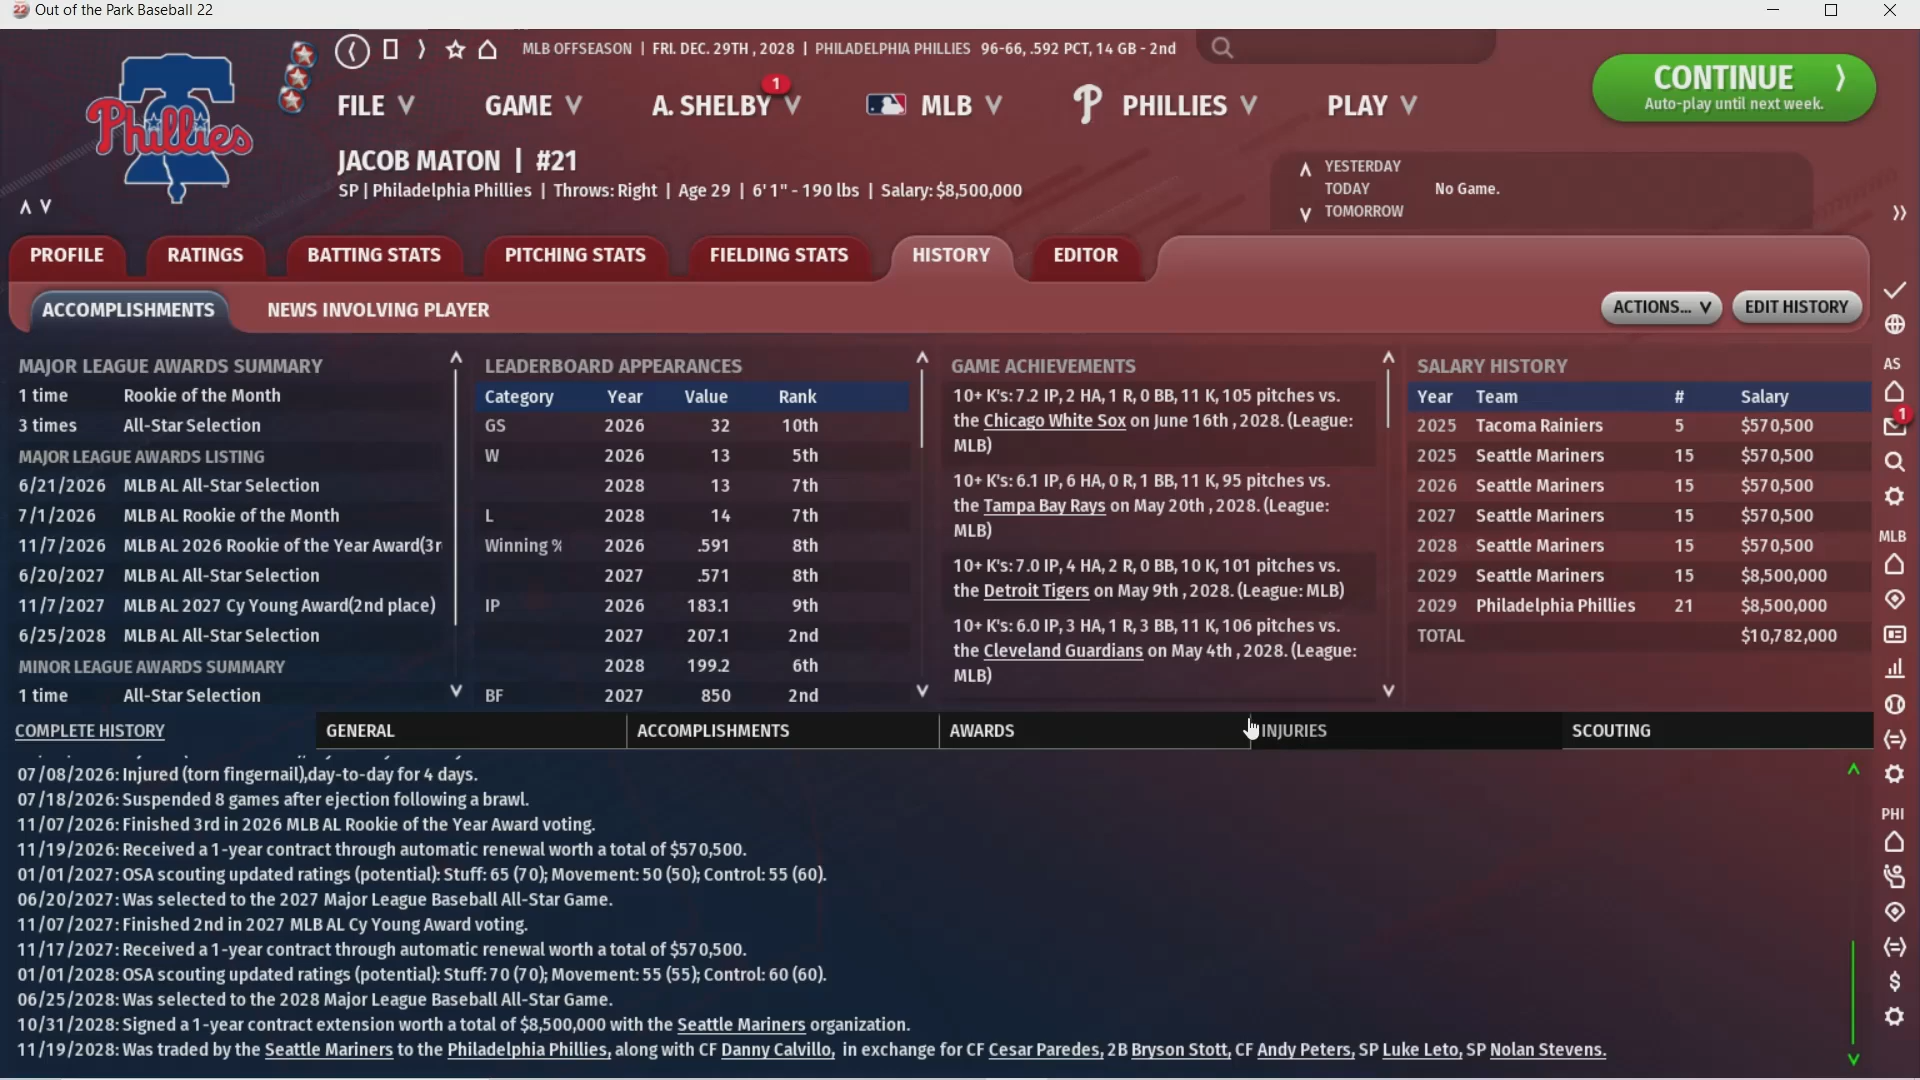 Out of the Park Baseball 22
MLB OFFSEASON | FRI. DEC. 29TH , 2028 | PHILADELPHIA PHILLIES 96-66, .592 PCT, 14 GB - 2nd
Phillies
FILE
GAME
A. SHELBY
1
MLB
PHILLIES
PLAY
CONTINUE
Auto-play until next week.
JACOB MATON | #21
SP | Philadelphia Phillies | Throws: Right | Age 29 | 6' 1" - 190 lbs | Salary: $8,500,000
YESTERDAY
TODAY
TOMORROW
No Game.
PROFILE
RATINGS
BATTING STATS
PITCHING STATS
FIELDING STATS
HISTORY
EDITOR
ACCOMPLISHMENTS
NEWS INVOLVING PLAYER
ACTIONS...
EDIT HISTORY
MAJOR LEAGUE AWARDS SUMMARY
1 time Rookie of the Month
3 times All-Star Selection
MAJOR LEAGUE AWARDS LISTING
6/21/2026 MLB AL All-Star Selection
7/1/2026 MLB AL Rookie of the Month
11/7/2026 MLB AL 2026 Rookie of the Year Award(3r
6/20/2027 MLB AL All-Star Selection
11/7/2027 MLB AL 2027 Cy Young Award(2nd place)
6/25/2028 MLB AL All-Star Selection
MINOR LEAGUE AWARDS SUMMARY
1 time All-Star Selection
LEADERBOARD APPEARANCES
Category Year Value Rank
GS 2026 32 10th
W 2026 13 5th
2028 13 7th
L 2028 14 7th
Winning % 2026 .591 8th
2027 .571 8th
IP 2026 183.1 9th
2027 207.1 2nd
2028 199.2 6th
BF 2027 850 2nd
GAME ACHIEVEMENTS
10+ K's: 7.2 IP, 2 HA, 1 R, 0 BB, 11 K, 105 pitches vs.
the Chicago White Sox on June 16th , 2028. (League:
MLB)
10+ K's: 6.1 IP, 6 HA, 0 R, 1 BB, 11 K, 95 pitches vs.
the Tampa Bay Rays on May 20th , 2028. (League:
MLB)
10+ K's: 7.0 IP, 4 HA, 2 R, 0 BB, 10 K, 101 pitches vs.
the Detroit Tigers on May 9th , 2028. (League: MLB)
10+ K's: 6.0 IP, 3 HA, 1 R, 3 BB, 11 K, 106 pitches vs.
the Cleveland Guardians on May 4th , 2028. (League:
MLB)
SALARY HISTORY
Year Team # Salary
2025 Tacoma Rainiers 5 $570,500
2025 Seattle Mariners 15 $570,500
2026 Seattle Mariners 15 $570,500
2027 Seattle Mariners 15 $570,500
2028 Seattle Mariners 15 $570,500
2029 Seattle Mariners 15 $8,500,000
2029 Philadelphia Phillies 21 $8,500,000
TOTAL $10,782,000
AS
1
MLB
PHI
COMPLETE HISTORY
GENERAL
ACCOMPLISHMENTS
AWARDS
INJURIES
SCOUTING
07/08/2026: Injured (torn fingernail),day-to-day for 4 days.
07/18/2026: Suspended 8 games after ejection following a brawl.
11/07/2026: Finished 3rd in 2026 MLB AL Rookie of the Year Award voting.
11/19/2026: Received a 1-year contract through automatic renewal worth a total of $570,500.
01/01/2027: OSA scouting updated ratings (potential): Stuff: 65 (70); Movement: 50 (50); Control: 55 (60).
06/20/2027: Was selected to the 2027 Major League Baseball All-Star Game.
11/07/2027: Finished 2nd in 2027 MLB AL Cy Young Award voting.
11/17/2027: Received a 1-year contract through automatic renewal worth a total of $570,500.
01/01/2028: OSA scouting updated ratings (potential): Stuff: 70 (70); Movement: 55 (55); Control: 60 (60).
06/25/2028: Was selected to the 2028 Major League Baseball All-Star Game.
10/31/2028: Signed a 1-year contract extension worth a total of $8,500,000 with the Seattle Mariners organization.
11/19/2028: Was traded by the Seattle Mariners to the Philadelphia Phillies, along with CF Danny Calvillo, in exchange for CF Cesar Paredes, 2B Bryson Stott, CF Andy Peters, SP Luke Leto, SP Nolan Stevens.